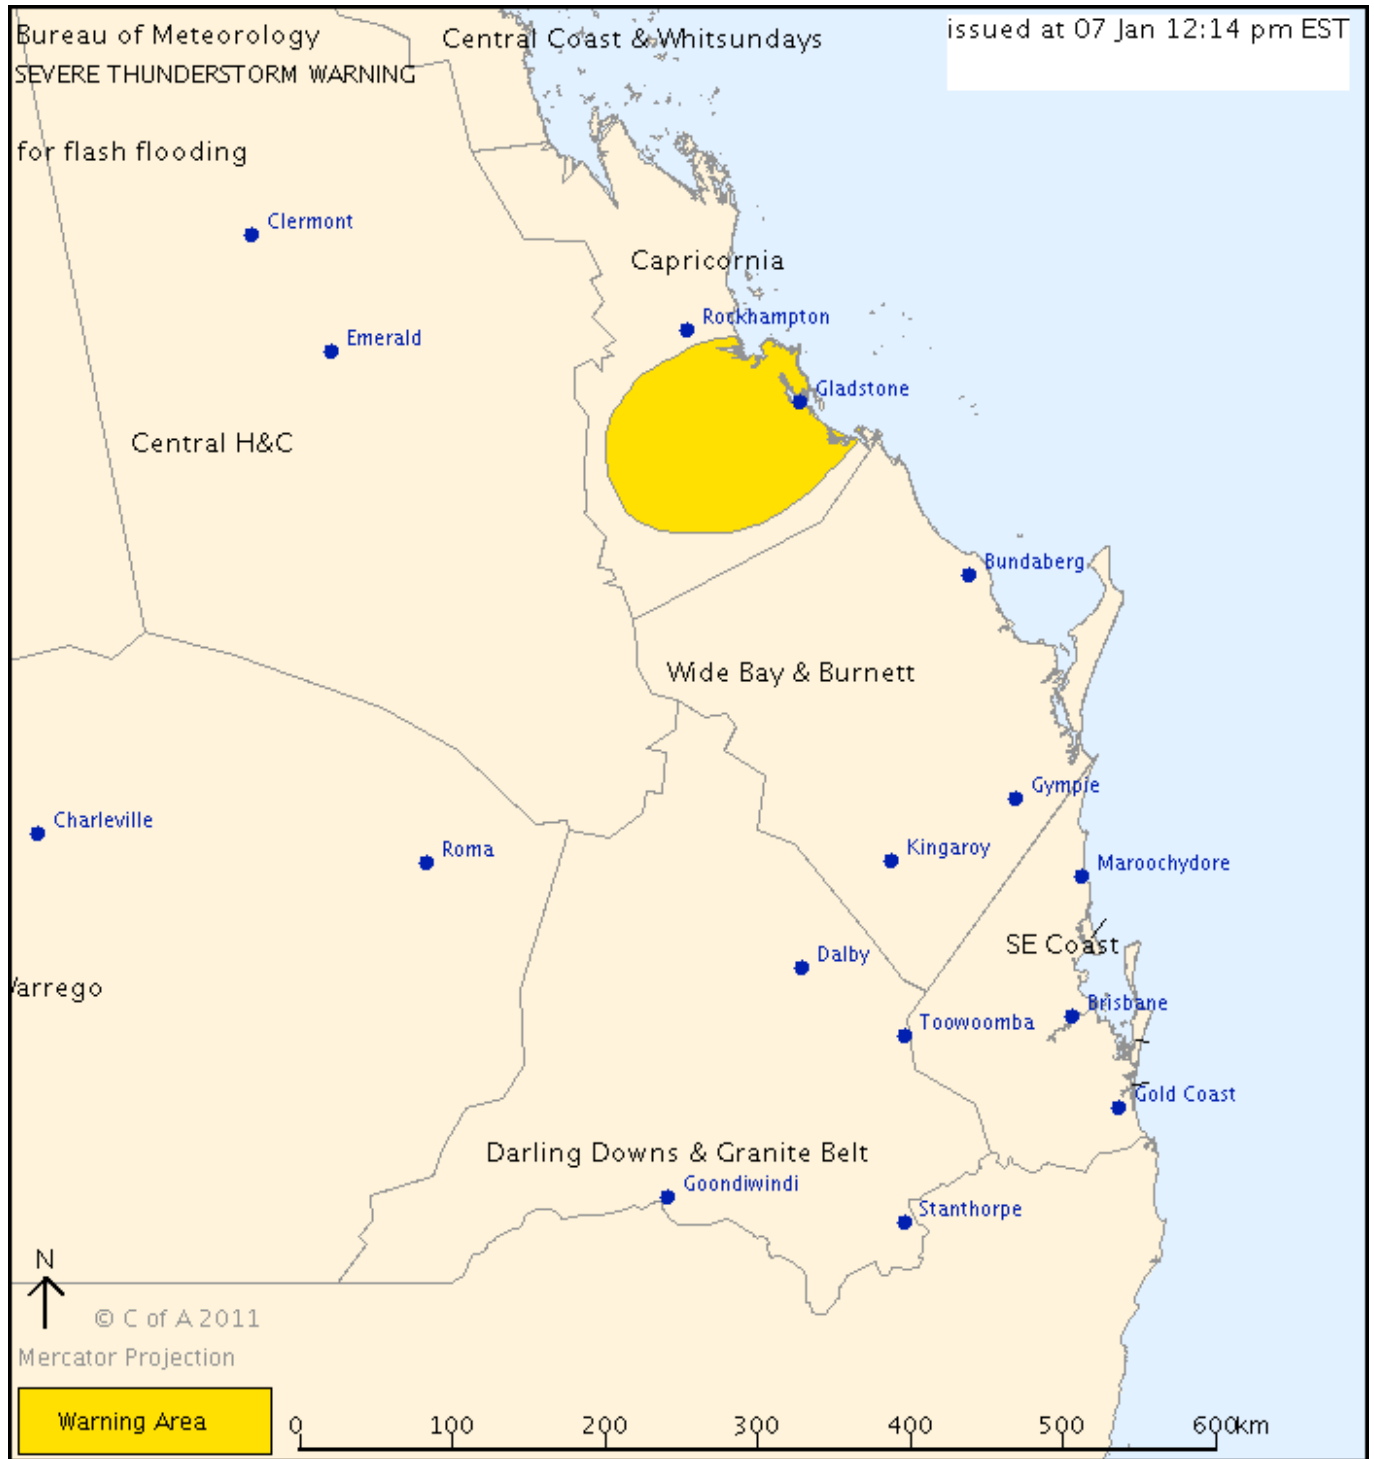 Bureau of Meteorology
Central Coast & Whitsundays
issued at 07 Jan 12:14 pm EST
SEVERE THUNDERSTORM WARNING
for flash flooding
Clermont
Capricornia
Rockhampton
Emerald
Gladstone
Central H&C
Bundaberg
Wide Bay & Burnett
Gympie
Charleville
Roma
Kingaroy
Maroochydore
SE Coast
Dalby
Warrego
Brisbane
Toowoomba
Gold Coast
Darling Downs & Granite Belt
Goondiwindi
Stanthorpe
N
© C of A 2011
Mercator Projection
Warning Area
0 100 200 300 400 500 600km